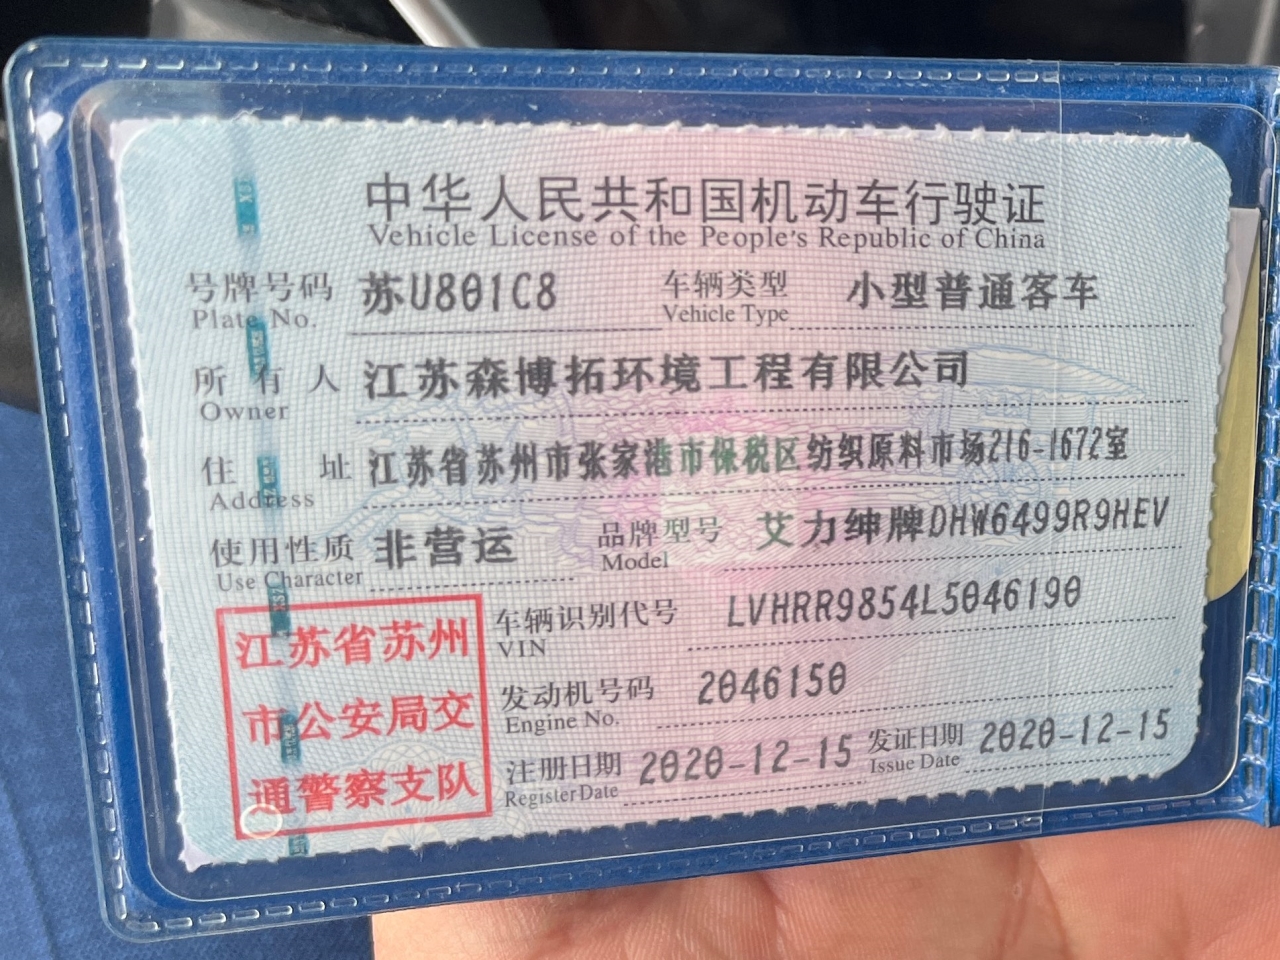 中华人民共和国机动车行驶证
Vehicle License of the People's Republic of China
号牌号码 苏U801C8 车辆类型 小型普通客车
Plate No. Vehicle Type
所有人 江苏森博拓环境工程有限公司
Owner
住址 江苏省苏州市张家港市保税区纺织原料市场216-1672室
Address
使用性质 非营运 品牌型号 艾力绅牌DHW6499R9HEV
Use Character Model
江苏省苏州
市公安局交
通警察支队
车辆识别代号 LVHRR9854L5046190
VIN
发动机号码 2046150
Engine No.
注册日期 2020-12-15 发证日期 2020-12-15
Register Date Issue Date